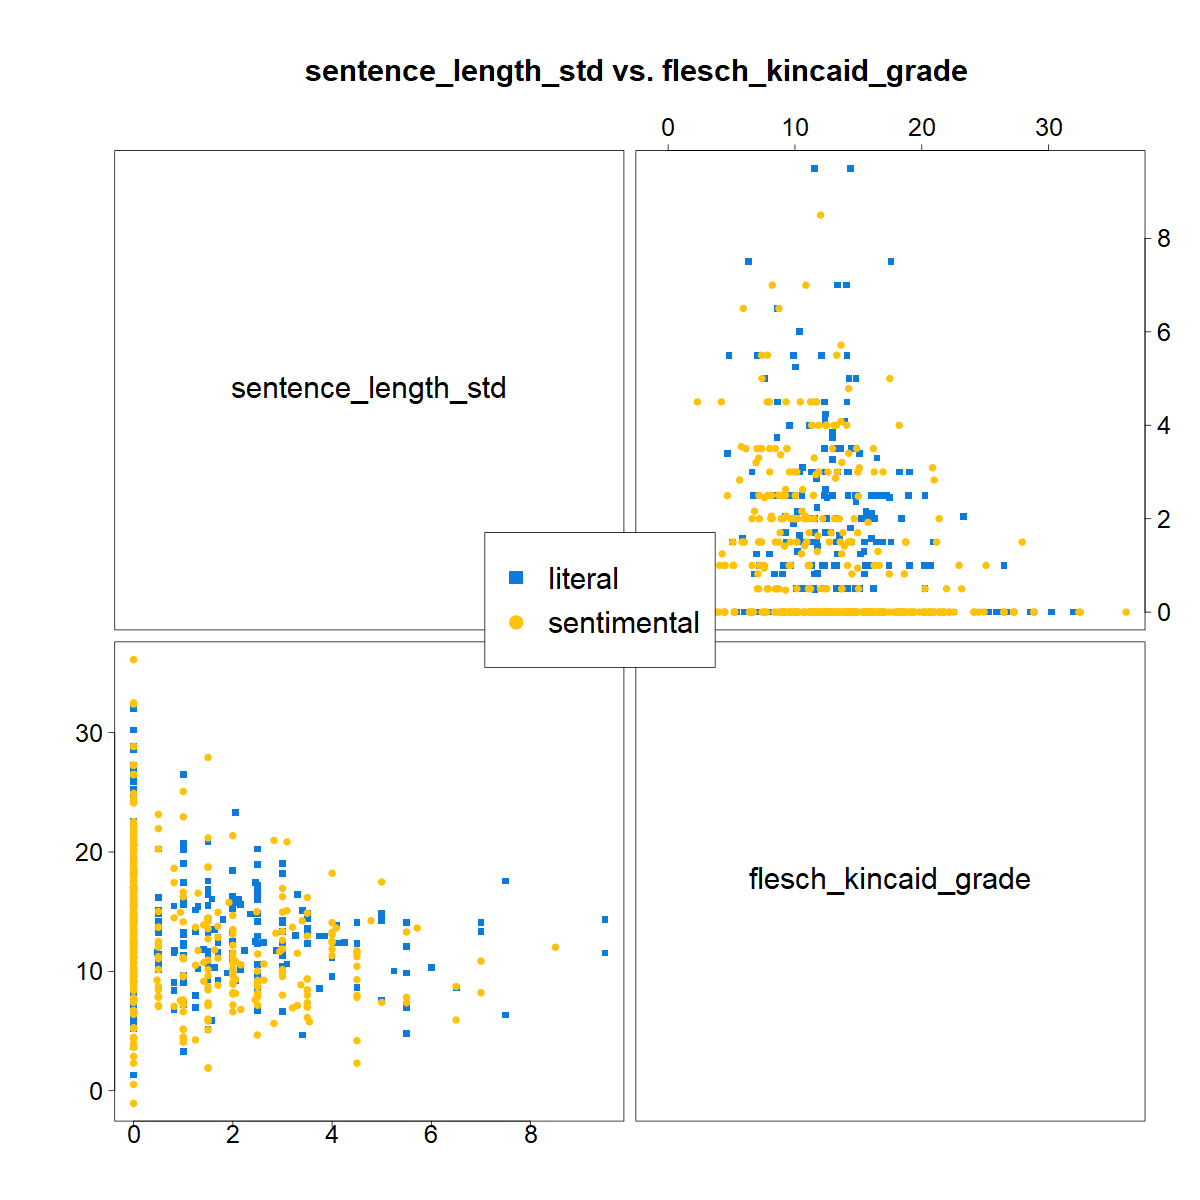 sentence_length_std vs. flesch_kincaid_grade
0 10 20 30
sentence_length_std
8
6
4
2
0
literal
sentimental
30
20
10
0
flesch_kincaid_grade
0 2 4 6 8